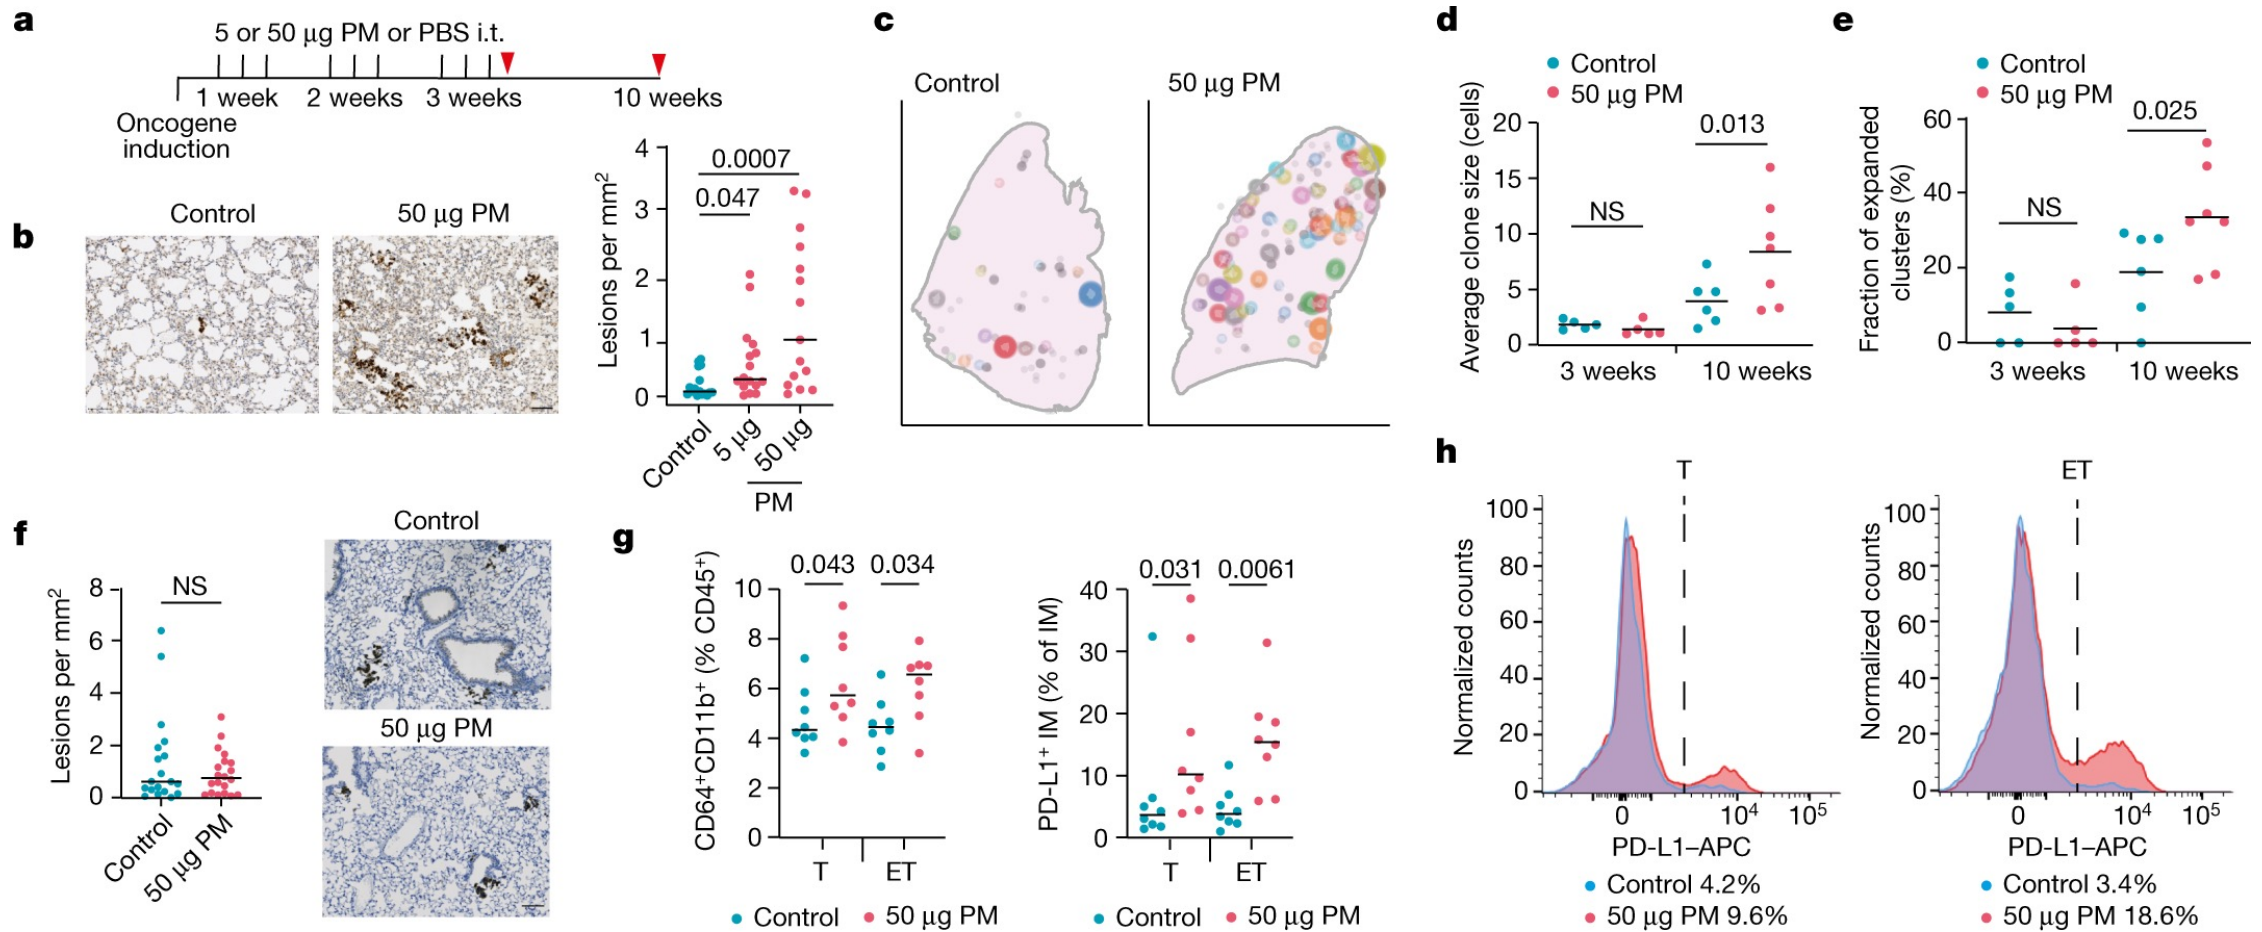 a
5 or 50 μg PM or PBS i.t.
1 week
2 weeks
3 weeks
10 weeks
Oncogene
induction
b
Control
50 μg PM
Lesions per mm²
4
3
2
1
0
0.0007
0.047
Control
5 μg
50 μg
PM
c
Control
50 μg PM
d
Control
50 μg PM
Average clone size (cells)
20
15
10
5
0
NS
0.013
3 weeks
10 weeks
e
Control
50 μg PM
Fraction of expanded
clusters (%)
60
40
20
0
NS
0.025
3 weeks
10 weeks
f
Lesions per mm²
8
6
4
2
0
NS
Control
50 μg PM
Control
50 μg PM
g
CD64⁺CD11b⁺ (% CD45⁺)
10
8
6
4
2
0
0.043
0.034
T
ET
Control
50 μg PM
PD-L1⁺ IM (% of IM)
40
30
20
10
0
0.031
0.0061
T
ET
Control
50 μg PM
h
T
Normalized counts
100
80
60
40
20
0
0
10⁴
10⁵
PD-L1–APC
Control 4.2%
50 μg PM 9.6%
ET
Normalized counts
100
80
60
40
20
0
0
10⁴
10⁵
PD-L1–APC
Control 3.4%
50 μg PM 18.6%